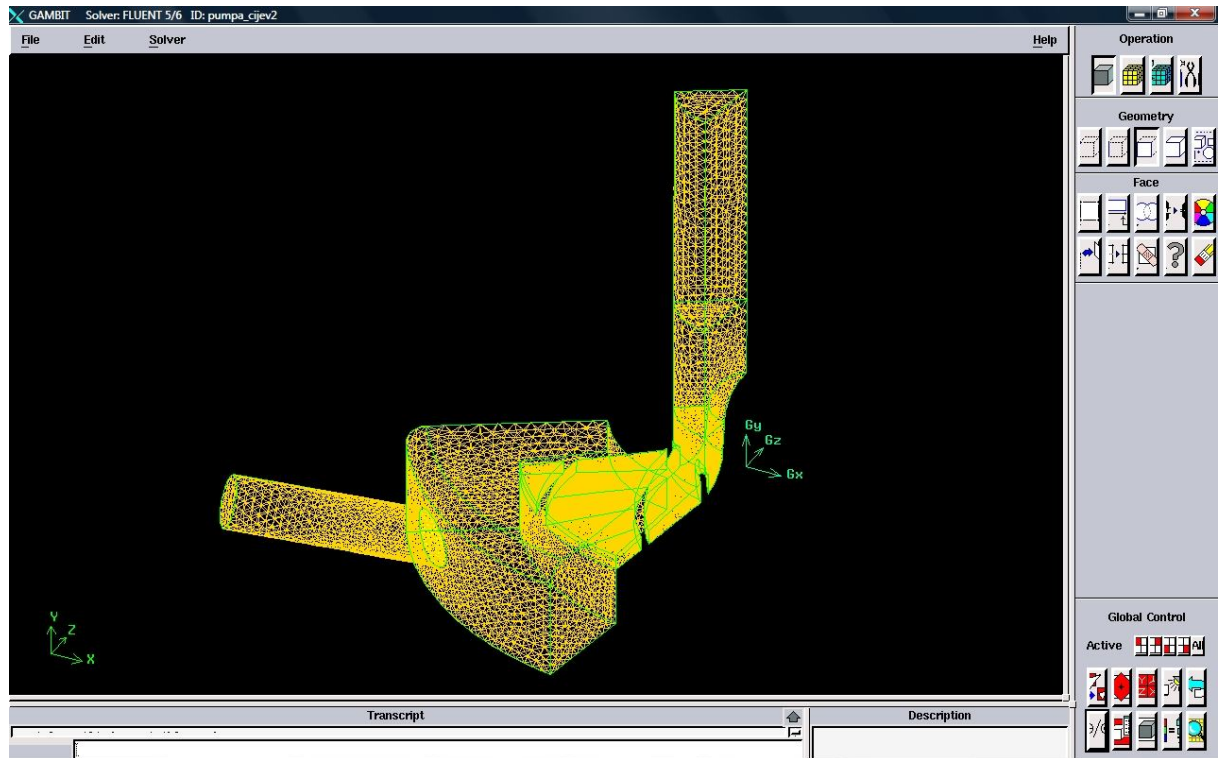 GAMBIT Solver: FLUENT 5/6 ID: pumpa_cijev2
File Edit Solver Help
Operation
Geometry
Face
Gy
Gz
Gx
Y
Z
X
Global Control
Active All
Transcript Description